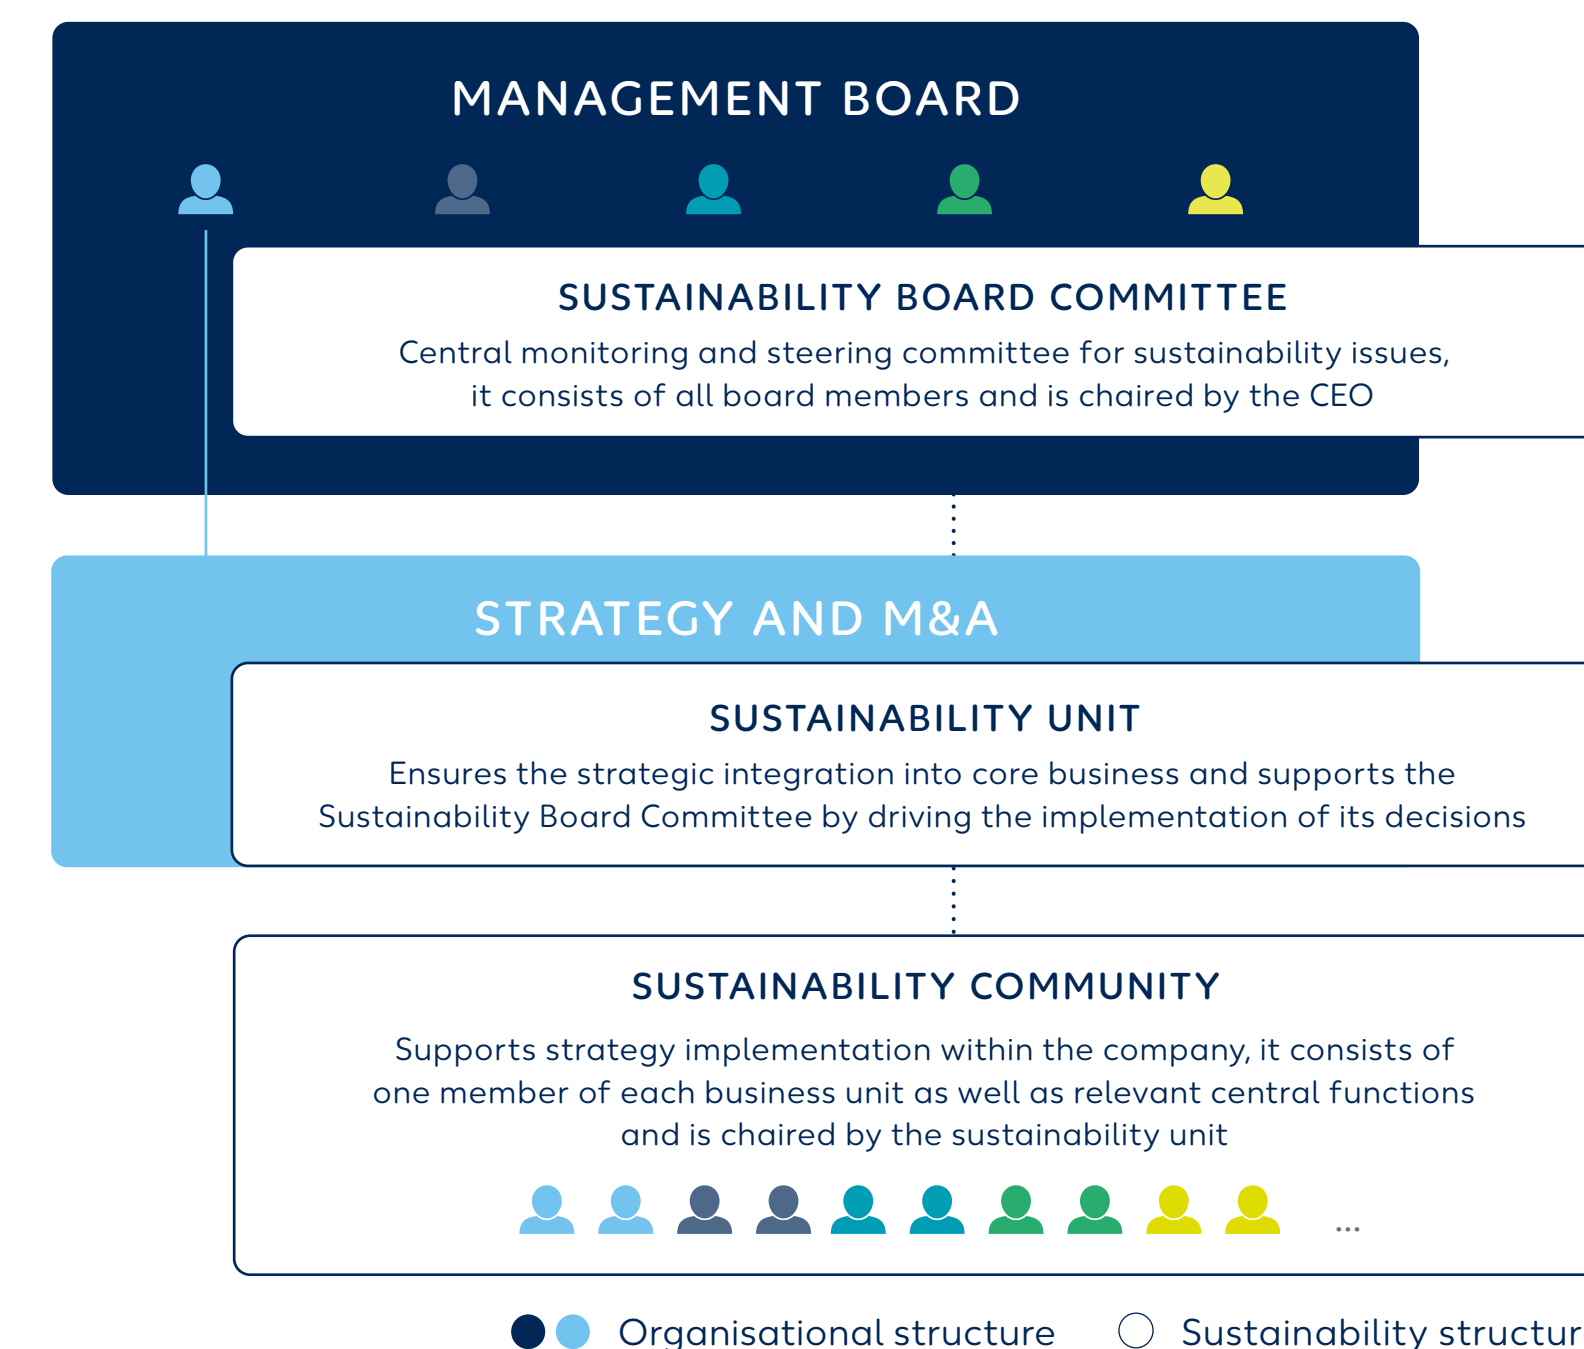 MANAGEMENT BOARD
SUSTAINABILITY BOARD COMMITTEE
Central monitoring and steering committee for sustainability issues,
it consists of all board members and is chaired by the CEO
STRATEGY AND M&A
SUSTAINABILITY UNIT
Ensures the strategic integration into core business and supports the
Sustainability Board Committee by driving the implementation of its decisions
SUSTAINABILITY COMMUNITY
Supports strategy implementation within the company, it consists of
one member of each business unit as well as relevant central functions
and is chaired by the sustainability unit
...
Organisational structure
Sustainability